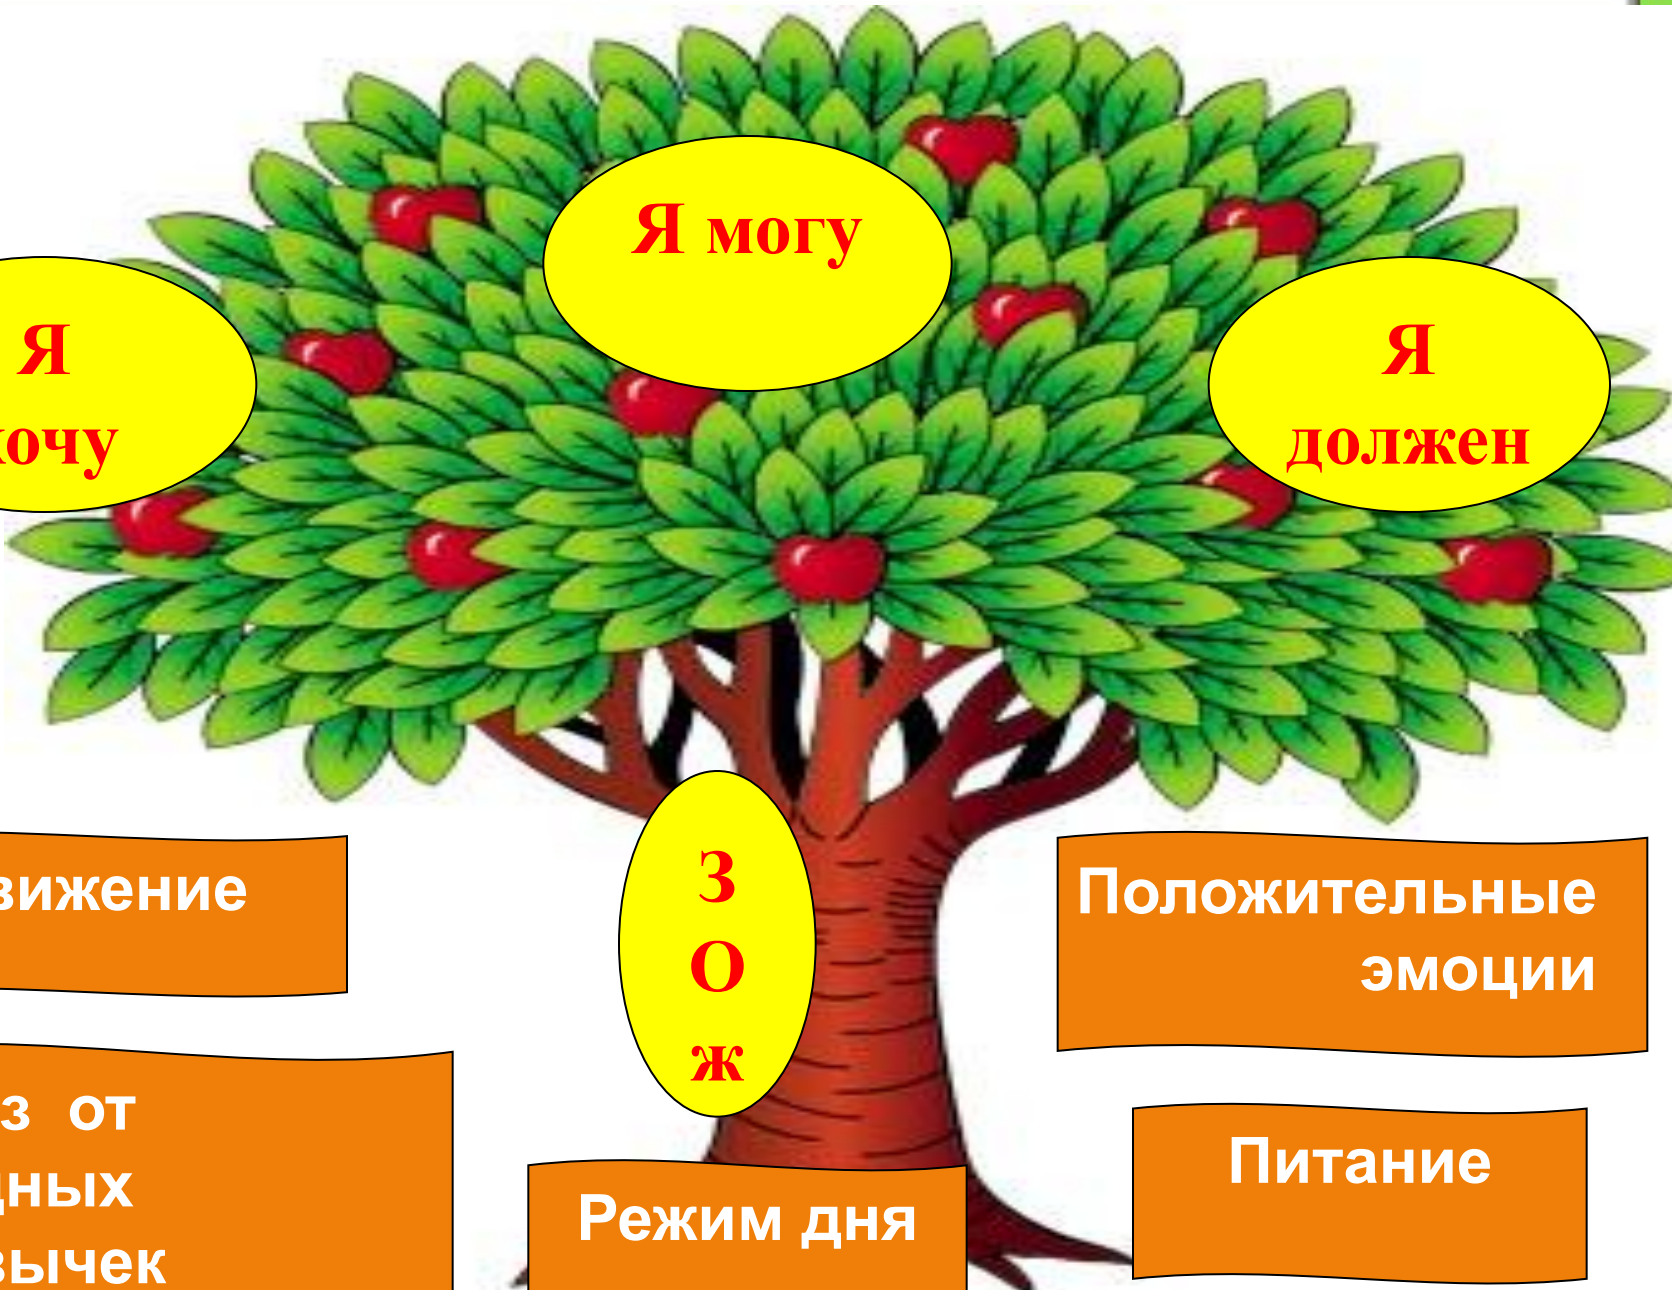 Я могу
Я
Я
должен
З
О
ж
Положительные
эмоции
от
Питание
Режим дня